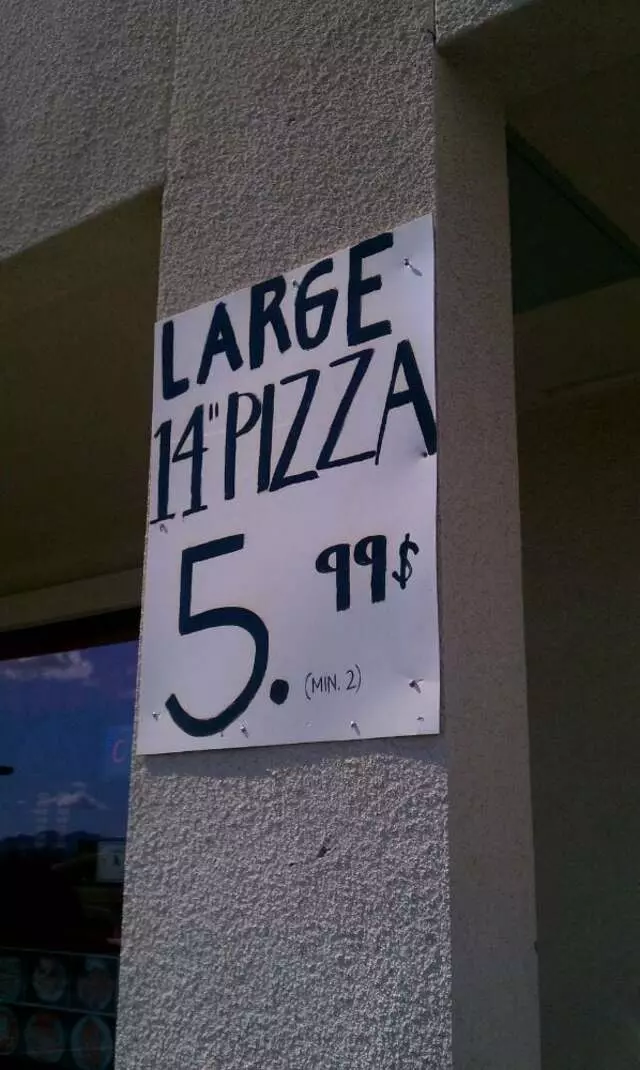 LARGE
14" PIZZA
5.99$
(MIN. 2)